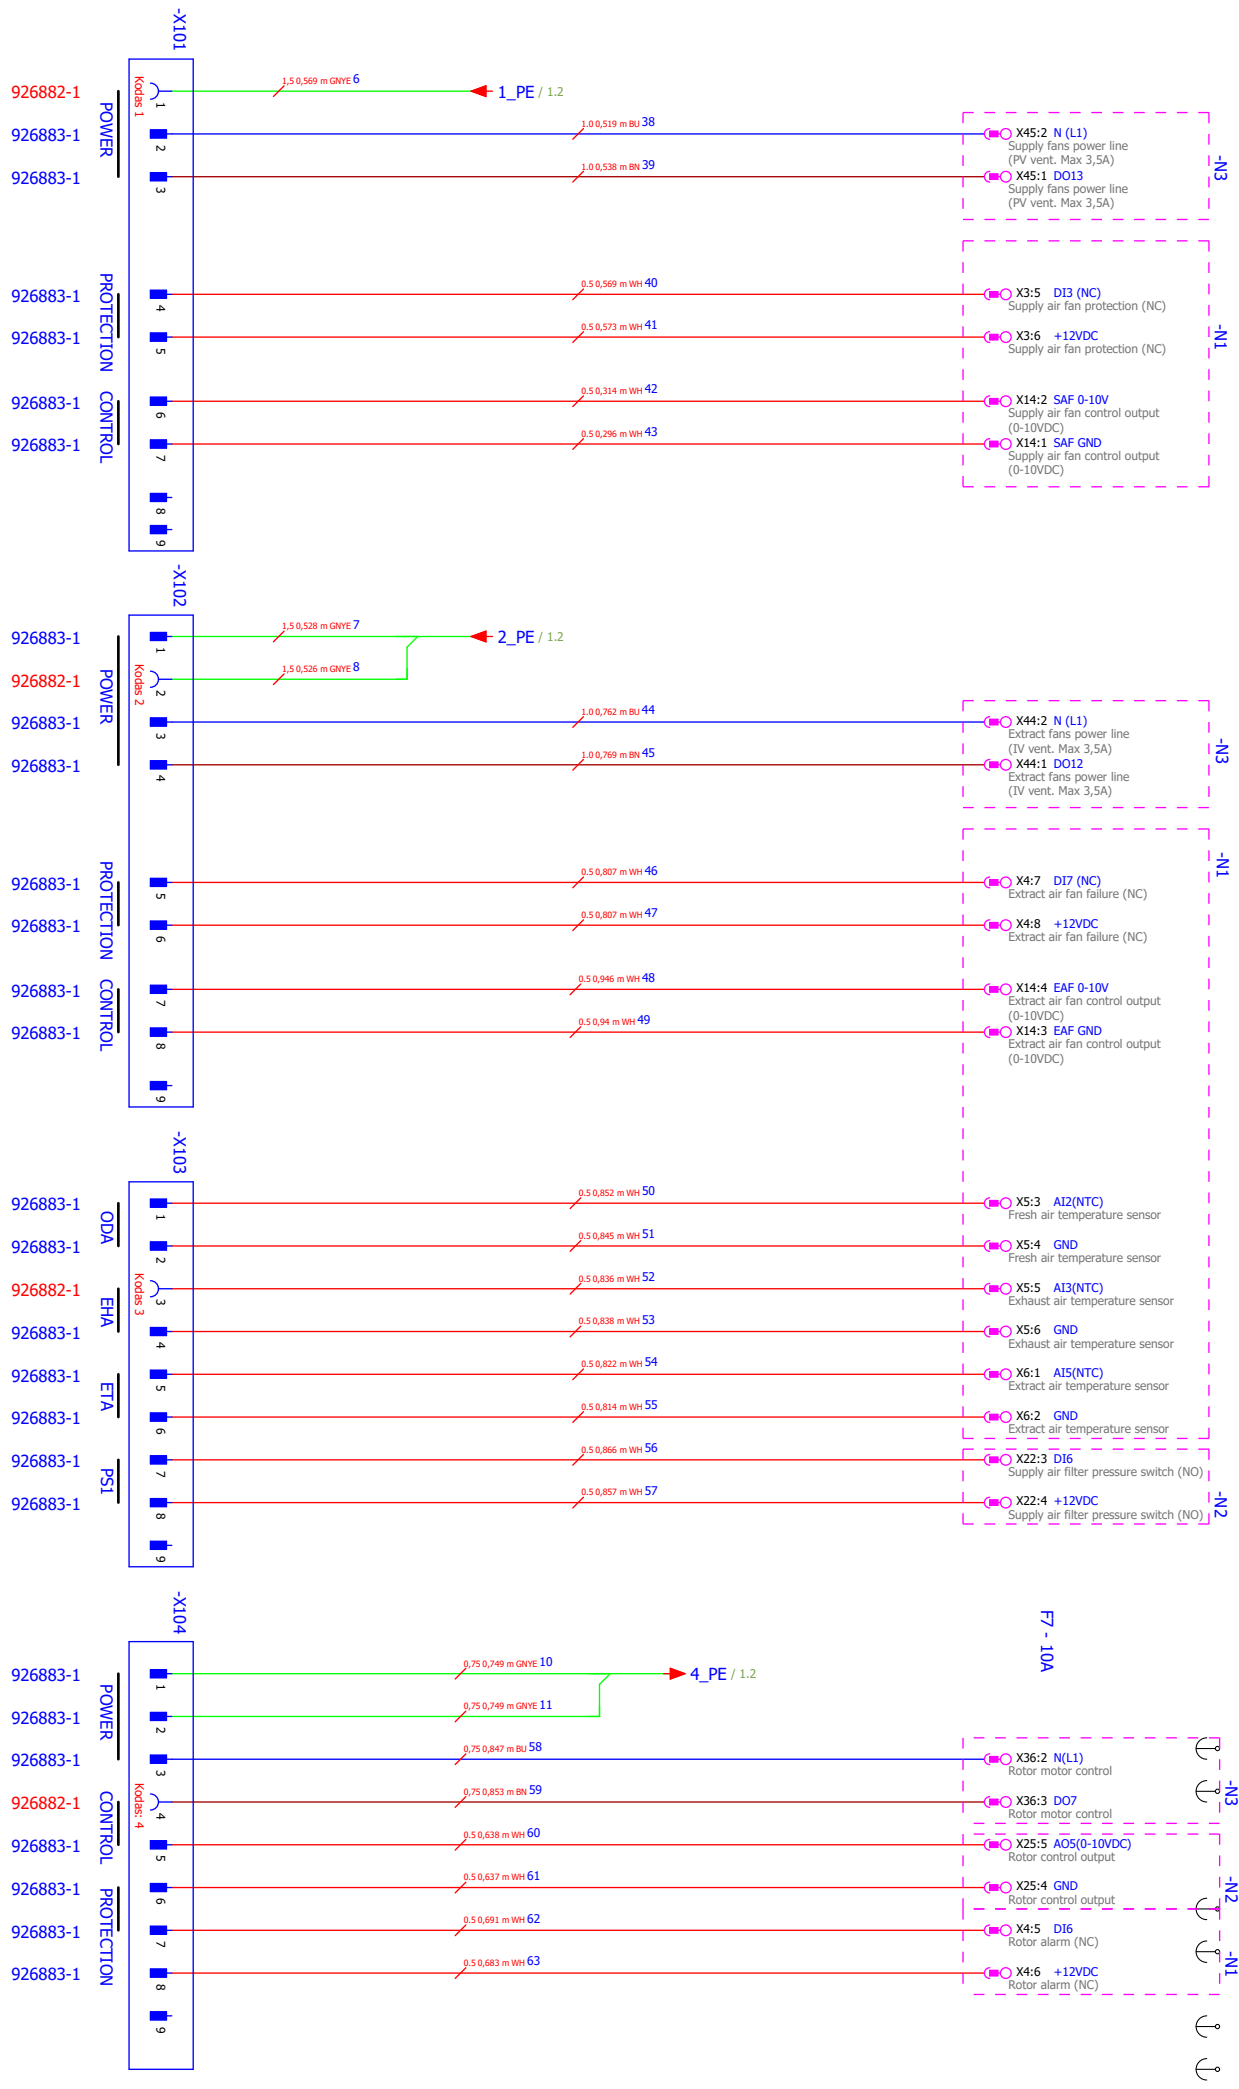 -X101
926882-1
Kodas 1
1
1,5 0,569 m GNYE 6
1_PE / 1.2
POWER
926883-1
2
1.0 0,519 m BU 38
X45:2 N (L1)
Supply fans power line
(PV vent. Max 3,5A)
-N3
926883-1
3
1.0 0,538 m BN 39
X45:1 DO13
Supply fans power line
(PV vent. Max 3,5A)
PROTECTION
926883-1
4
0.5 0,569 m WH 40
X3:5 DI3 (NC)
Supply air fan protection (NC)
-N1
926883-1
5
0.5 0,573 m WH 41
X3:6 +12VDC
Supply air fan protection (NC)
CONTROL
926883-1
6
0.5 0,314 m WH 42
X14:2 SAF 0-10V
Supply air fan control output
(0-10VDC)
926883-1
7
0.5 0,296 m WH 43
X14:1 SAF GND
Supply air fan control output
(0-10VDC)
8
9
-X102
926883-1
1
1,5 0,528 m GNYE 7
2_PE / 1.2
POWER
926882-1
Kodas 2
2
1,5 0,526 m GNYE 8
926883-1
3
1.0 0,762 m BU 44
X44:2 N (L1)
Extract fans power line
(IV vent. Max 3,5A)
-N3
926883-1
4
1.0 0,769 m BN 45
X44:1 DO12
Extract fans power line
(IV vent. Max 3,5A)
-N1
PROTECTION
926883-1
5
0.5 0,807 m WH 46
X4:7 DI7 (NC)
Extract air fan failure (NC)
926883-1
6
0.5 0,807 m WH 47
X4:8 +12VDC
Extract air fan failure (NC)
CONTROL
926883-1
7
0.5 0,946 m WH 48
X14:4 EAF 0-10V
Extract air fan control output
(0-10VDC)
926883-1
8
0.5 0,94 m WH 49
X14:3 EAF GND
Extract air fan control output
(0-10VDC)
9
-X103
ODA
926883-1
1
0.5 0,852 m WH 50
X5:3 AI2(NTC)
Fresh air temperature sensor
926883-1
2
0.5 0,845 m WH 51
X5:4 GND
Fresh air temperature sensor
EHA
926882-1
Kodas 3
3
0.5 0,836 m WH 52
X5:5 AI3(NTC)
Exhaust air temperature sensor
926883-1
4
0.5 0,838 m WH 53
X5:6 GND
Exhaust air temperature sensor
ETA
926883-1
5
0.5 0,822 m WH 54
X6:1 AI5(NTC)
Extract air temperature sensor
926883-1
6
0.5 0,814 m WH 55
X6:2 GND
Extract air temperature sensor
PS1
926883-1
7
0.5 0,866 m WH 56
X22:3 DI6
Supply air filter pressure switch (NO)
-N2
926883-1
8
0.5 0,857 m WH 57
X22:4 +12VDC
Supply air filter pressure switch (NO)
9
-X104
F7 - 10A
POWER
926883-1
1
0,75 0,749 m GNYE 10
4_PE / 1.2
926883-1
2
0,75 0,749 m GNYE 11
926883-1
3
0,75 0,847 m BU 58
X36:2 N(L1)
Rotor motor control
-N3
CONTROL
926882-1
Kodas: 4
4
0,75 0,853 m BN 59
X36:3 DO7
Rotor motor control
926883-1
5
0.5 0,638 m WH 60
X25:5 AO5(0-10VDC)
Rotor control output
-N2
PROTECTION
926883-1
6
0.5 0,637 m WH 61
X25:4 GND
Rotor control output
926883-1
7
0.5 0,691 m WH 62
X4:5 DI6
Rotor alarm (NC)
-N1
926883-1
8
0.5 0,683 m WH 63
X4:6 +12VDC
Rotor alarm (NC)
9